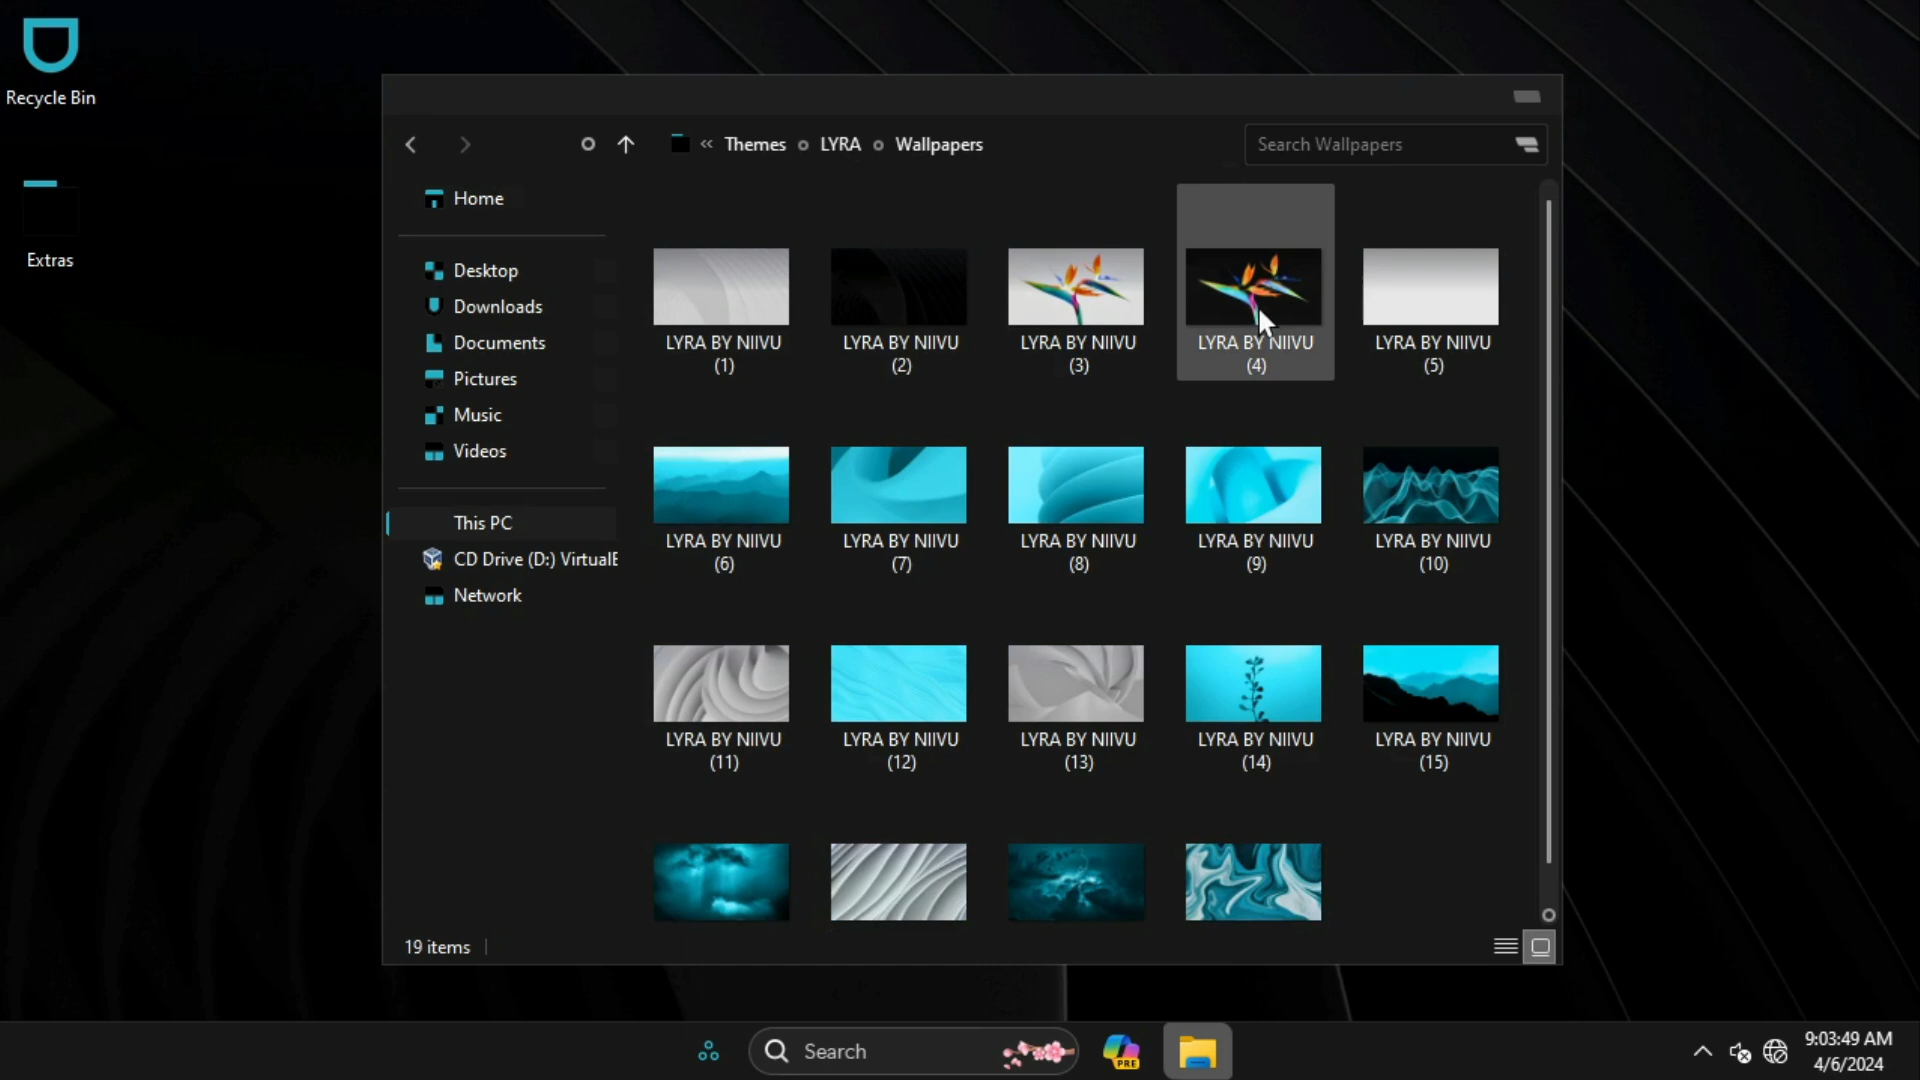 Recycle Bin
Extras
« Themes LYRA Wallpapers
Search Wallpapers
Home
Desktop
Downloads
Documents
Pictures
Music
Videos
This PC
CD Drive (D:) Virtual
Network
LYRA BY NIIVU
(1)
LYRA BY NIIVU
(2)
LYRA BY NIIVU
(3)
LYRA BY NIIVU
(4)
LYRA BY NIIVU
(5)
LYRA BY NIIVU
(6)
LYRA BY NIIVU
(7)
LYRA BY NIIVU
(8)
LYRA BY NIIVU
(9)
LYRA BY NIIVU
(10)
LYRA BY NIIVU
(11)
LYRA BY NIIVU
(12)
LYRA BY NIIVU
(13)
LYRA BY NIIVU
(14)
LYRA BY NIIVU
(15)
19 items
Search
PRE
9:03:49 AM
4/6/2024